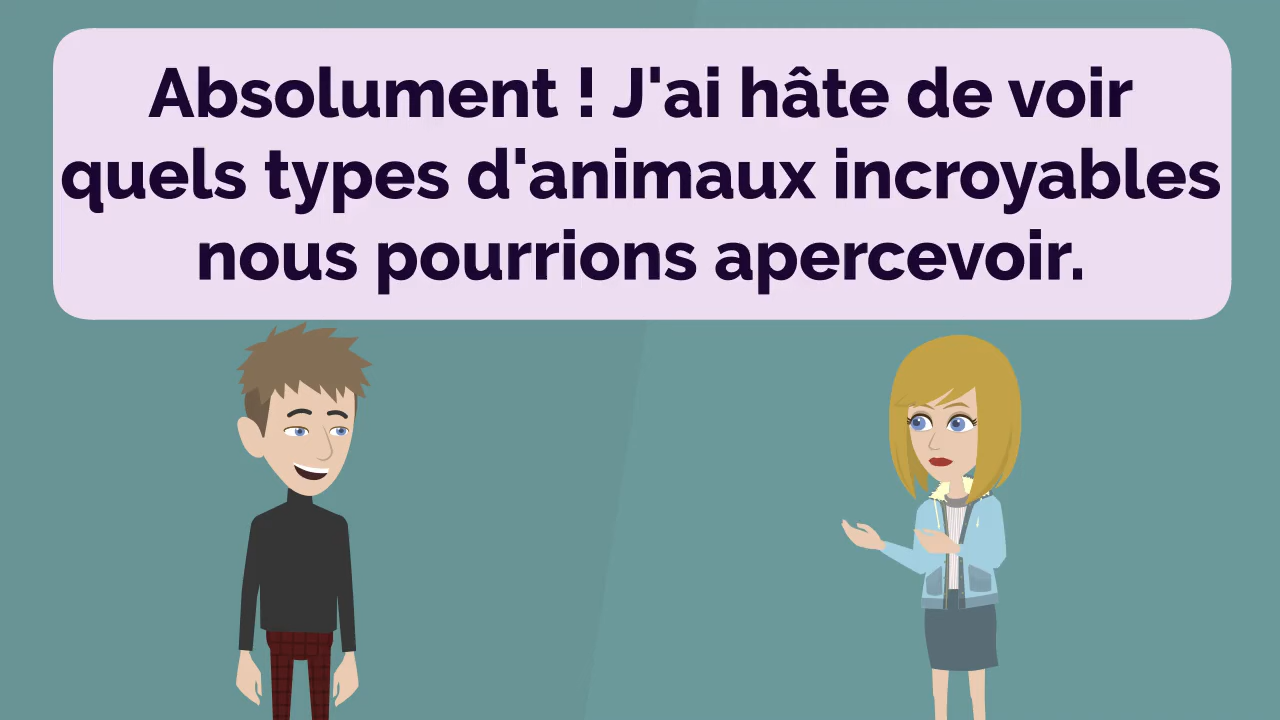 Absolument ! J'ai hâte de voir
quels types d'animaux incroyables
nous pourrions apercevoir.